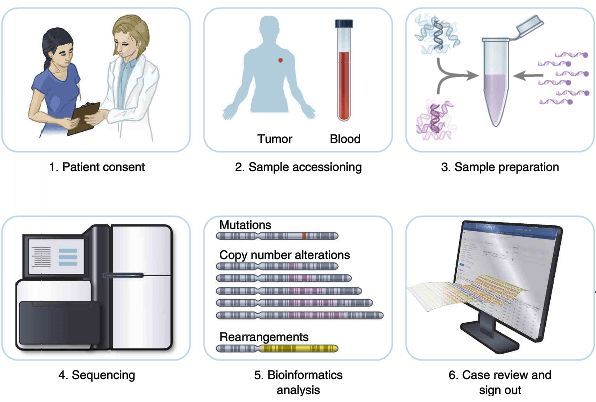 Tumor Blood
1. Patient consent
2. Sample accessioning
3. Sample preparation
Mutations
Copy number alterations
Rearrangements
4. Sequencing
5. Bioinformatics
analysis
6. Case review and
sign out